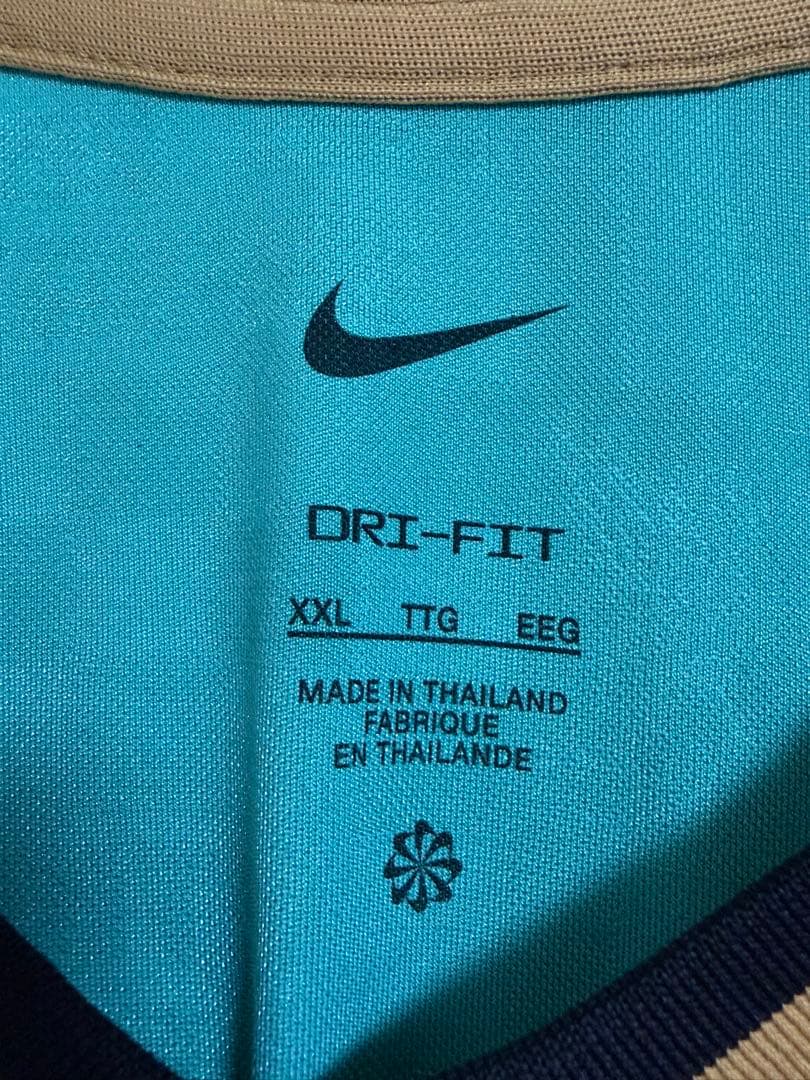 DRI-FIT
XXL TTG EEG
MADE IN THAILAND
FABRIQUE
EN THAILANDE